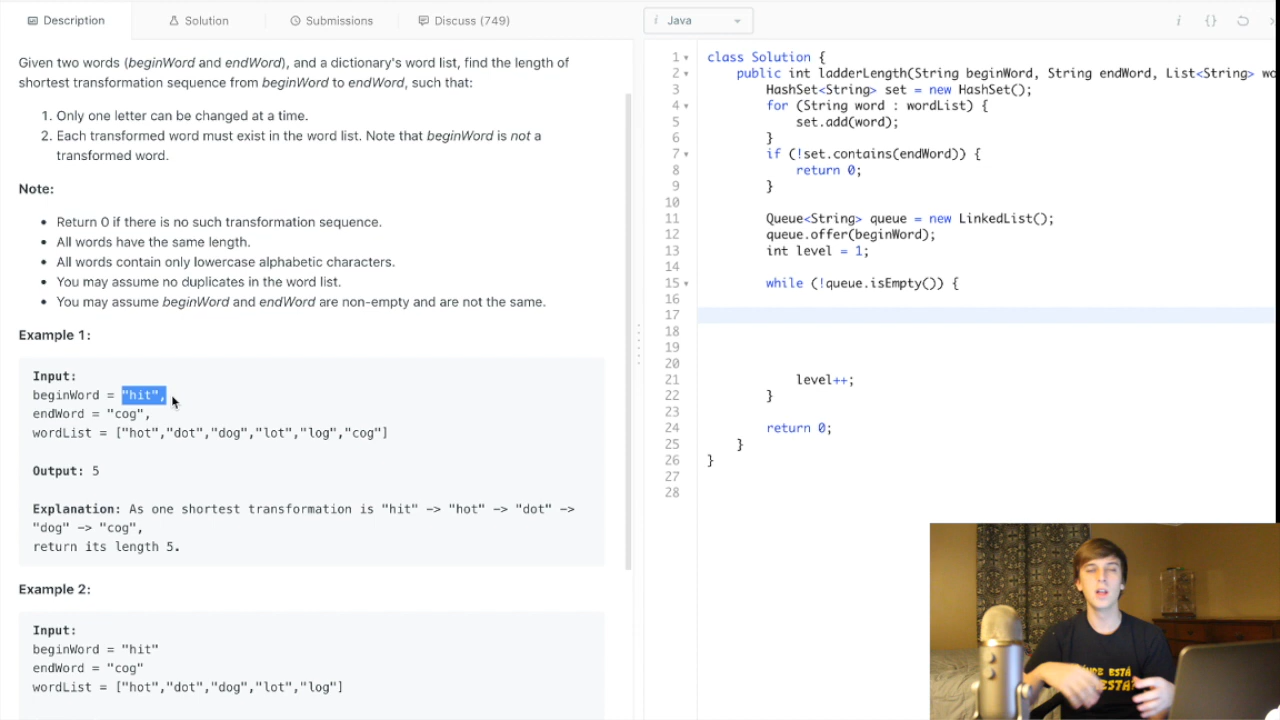 Description
Solution
Submissions
Discuss (749)
Given two words (beginWord and endWord), and a dictionary's word list, find the length of
shortest transformation sequence from beginWord to endWord, such that:
1. Only one letter can be changed at a time.
2. Each transformed word must exist in the word list. Note that beginWord is not a
transformed word.
Note:
• Return 0 if there is no such transformation sequence.
• All words have the same length.
• All words contain only lowercase alphabetic characters.
• You may assume no duplicates in the word list.
• You may assume beginWord and endWord are non-empty and are not the same.
Example 1:
Input:
beginWord = "hit",
endWord = "cog",
wordList = ["hot","dot","dog","lot","log","cog"]
Output: 5
Explanation: As one shortest transformation is "hit" -> "hot" -> "dot" ->
"dog" -> "cog",
return its length 5.
Example 2:
Input:
beginWord = "hit"
endWord = "cog"
wordList = ["hot","dot","dog","lot","log"]
i Java
i {}
1 class Solution {
2 public int ladderLength(String beginWord, String endWord, List<String> wo
3 HashSet<String> set = new HashSet();
4 for (String word : wordList) {
5 set.add(word);
6 }
7 if (!set.contains(endWord)) {
8 return 0;
9 }
10
11 Queue<String> queue = new LinkedList();
12 queue.offer(beginWord);
13 int level = 1;
14
15 while (!queue.isEmpty()) {
16
17
18
19
20
21 level++;
22 }
23
24 return 0;
25 }
26 }
27
28